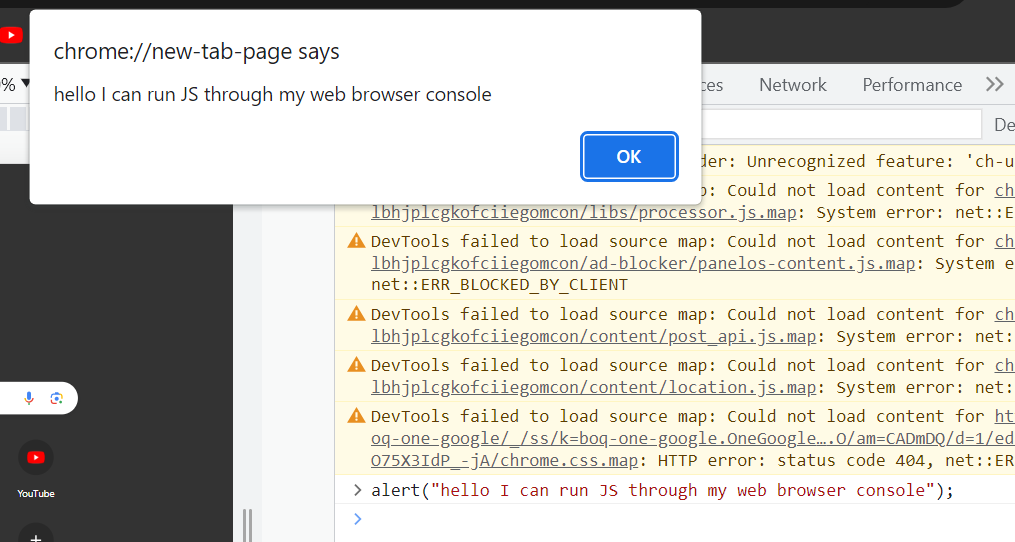 chrome://new-tab-page says
hello I can run JS through my web browser console
OK
0%
ces Network Performance
De
der: Unrecognized feature: 'ch-u
p: Could not load content for ch
lbhjplcgkofciiegomcon/libs/processor.js.map: System error: net::E
DevTools failed to load source map: Could not load content for ch
lbhjplcgkofciiegomcon/ad-blocker/panelos-content.js.map: System e
net::ERR_BLOCKED_BY_CLIENT
DevTools failed to load source map: Could not load content for ch
lbhjplcgkofciiegomcon/content/post_api.js.map: System error: net:
DevTools failed to load source map: Could not load content for ch
lbhjplcgkofciiegomcon/content/location.js.map: System error: net:
DevTools failed to load source map: Could not load content for ht
oq-one-google/_/ss/k=boq-one-google.OneGoogle….O/am=CADmDQ/d=1/ed
O75X3IdP_-jA/chrome.css.map: HTTP error: status code 404, net::ER
> alert("hello I can run JS through my web browser console");
>
YouTube